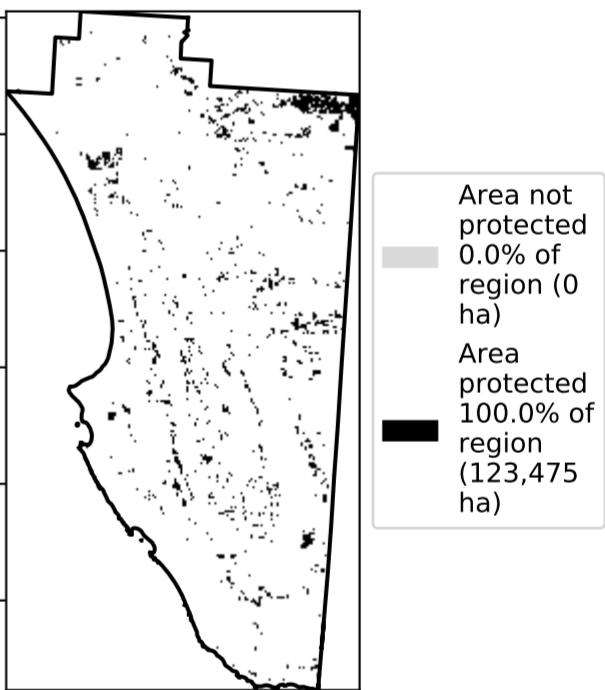 Area not
protected
0.0% of
region (0
ha)
Area
protected
100.0% of
region
(123,475
ha)